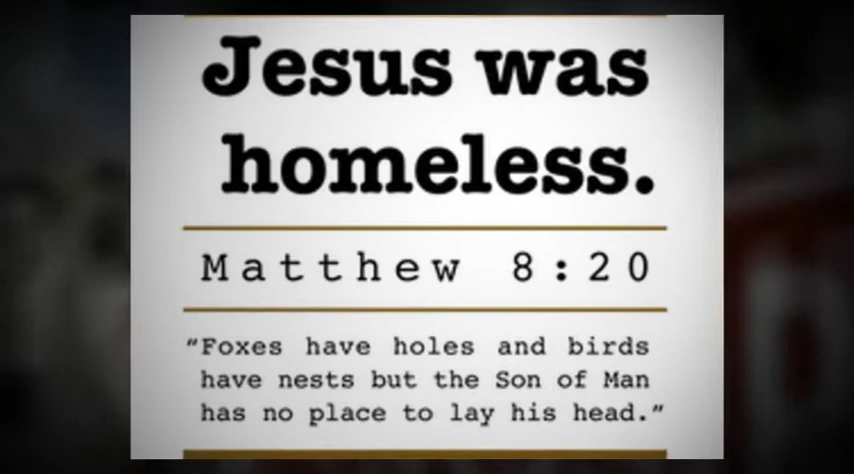 Jesus was
homeless.
Matthew 8:20
"Foxes have holes and birds
have nests but the Son of Man
has no place to lay his head."